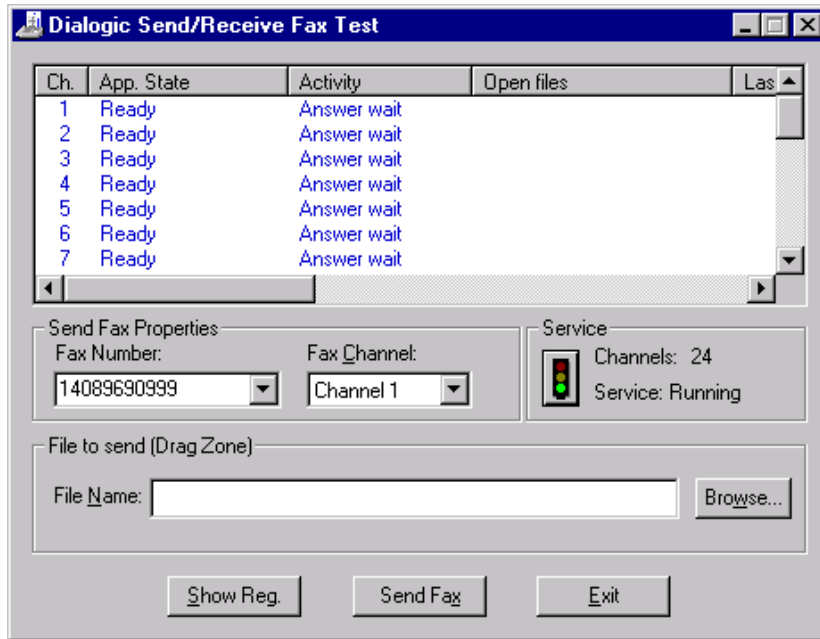 Dialogic Send/Receive Fax Test
Ch. App. State Activity Open files Las
1 Ready Answer wait
2 Ready Answer wait
3 Ready Answer wait
4 Ready Answer wait
5 Ready Answer wait
6 Ready Answer wait
7 Ready Answer wait
Send Fax Properties
Fax Number: Fax Channel:
14089690999 Channel 1
Service
Channels: 24
Service: Running
File to send (Drag Zone)
File Name: Browse...
Show Reg. Send Fax Exit